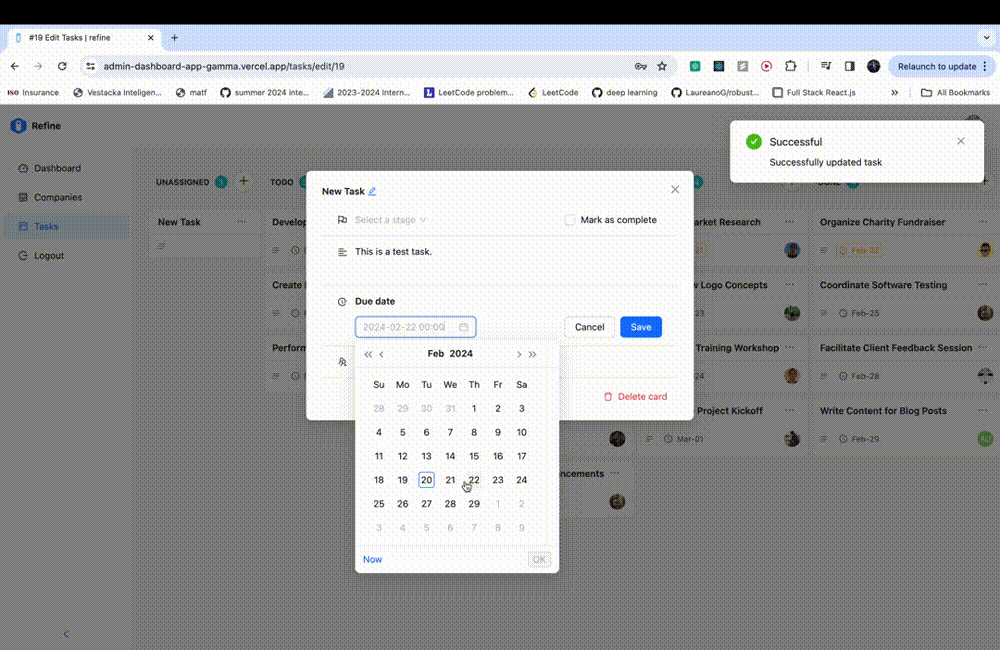 #19 Edit Tasks | refine
admin-dashboard-app-gamma.vercel.app/tasks/edit/19
Relaunch to update
ISO Insurance
Vestacka Inteligen...
matf
summer 2024 inte...
2023-2024 Intern...
LeetCode problem...
LeetCode
deep learning
LaureanoG/robust...
Full Stack React.js
All Bookmarks
Refine
Successful
Successfully updated task
Dashboard
Companies
Tasks
Logout
UNASSIGNED 1
TODO
New Task
Develo
Create
Perform
New Task
Select a stage
Mark as complete
This is a test task.
Due date
2024-02-22 00:00
Cancel
Save
Delete card
Feb 2024
Su Mo Tu We Th Fr Sa
28 29 30 31 1 2 3
4 5 6 7 8 9 10
11 12 13 14 15 16 17
18 19 20 21 22 23 24
25 26 27 28 29 1 2
3 4 5 6 7 8 9
Now
OK
ncements
rket Research
Logo Concepts
23
Training Workshop
24
Project Kickoff
Mar-01
Organize Charity Fundraiser
Feb-22
Coordinate Software Testing
Feb-25
Facilitate Client Feedback Session
Feb-28
Write Content for Blog Posts
Feb-29